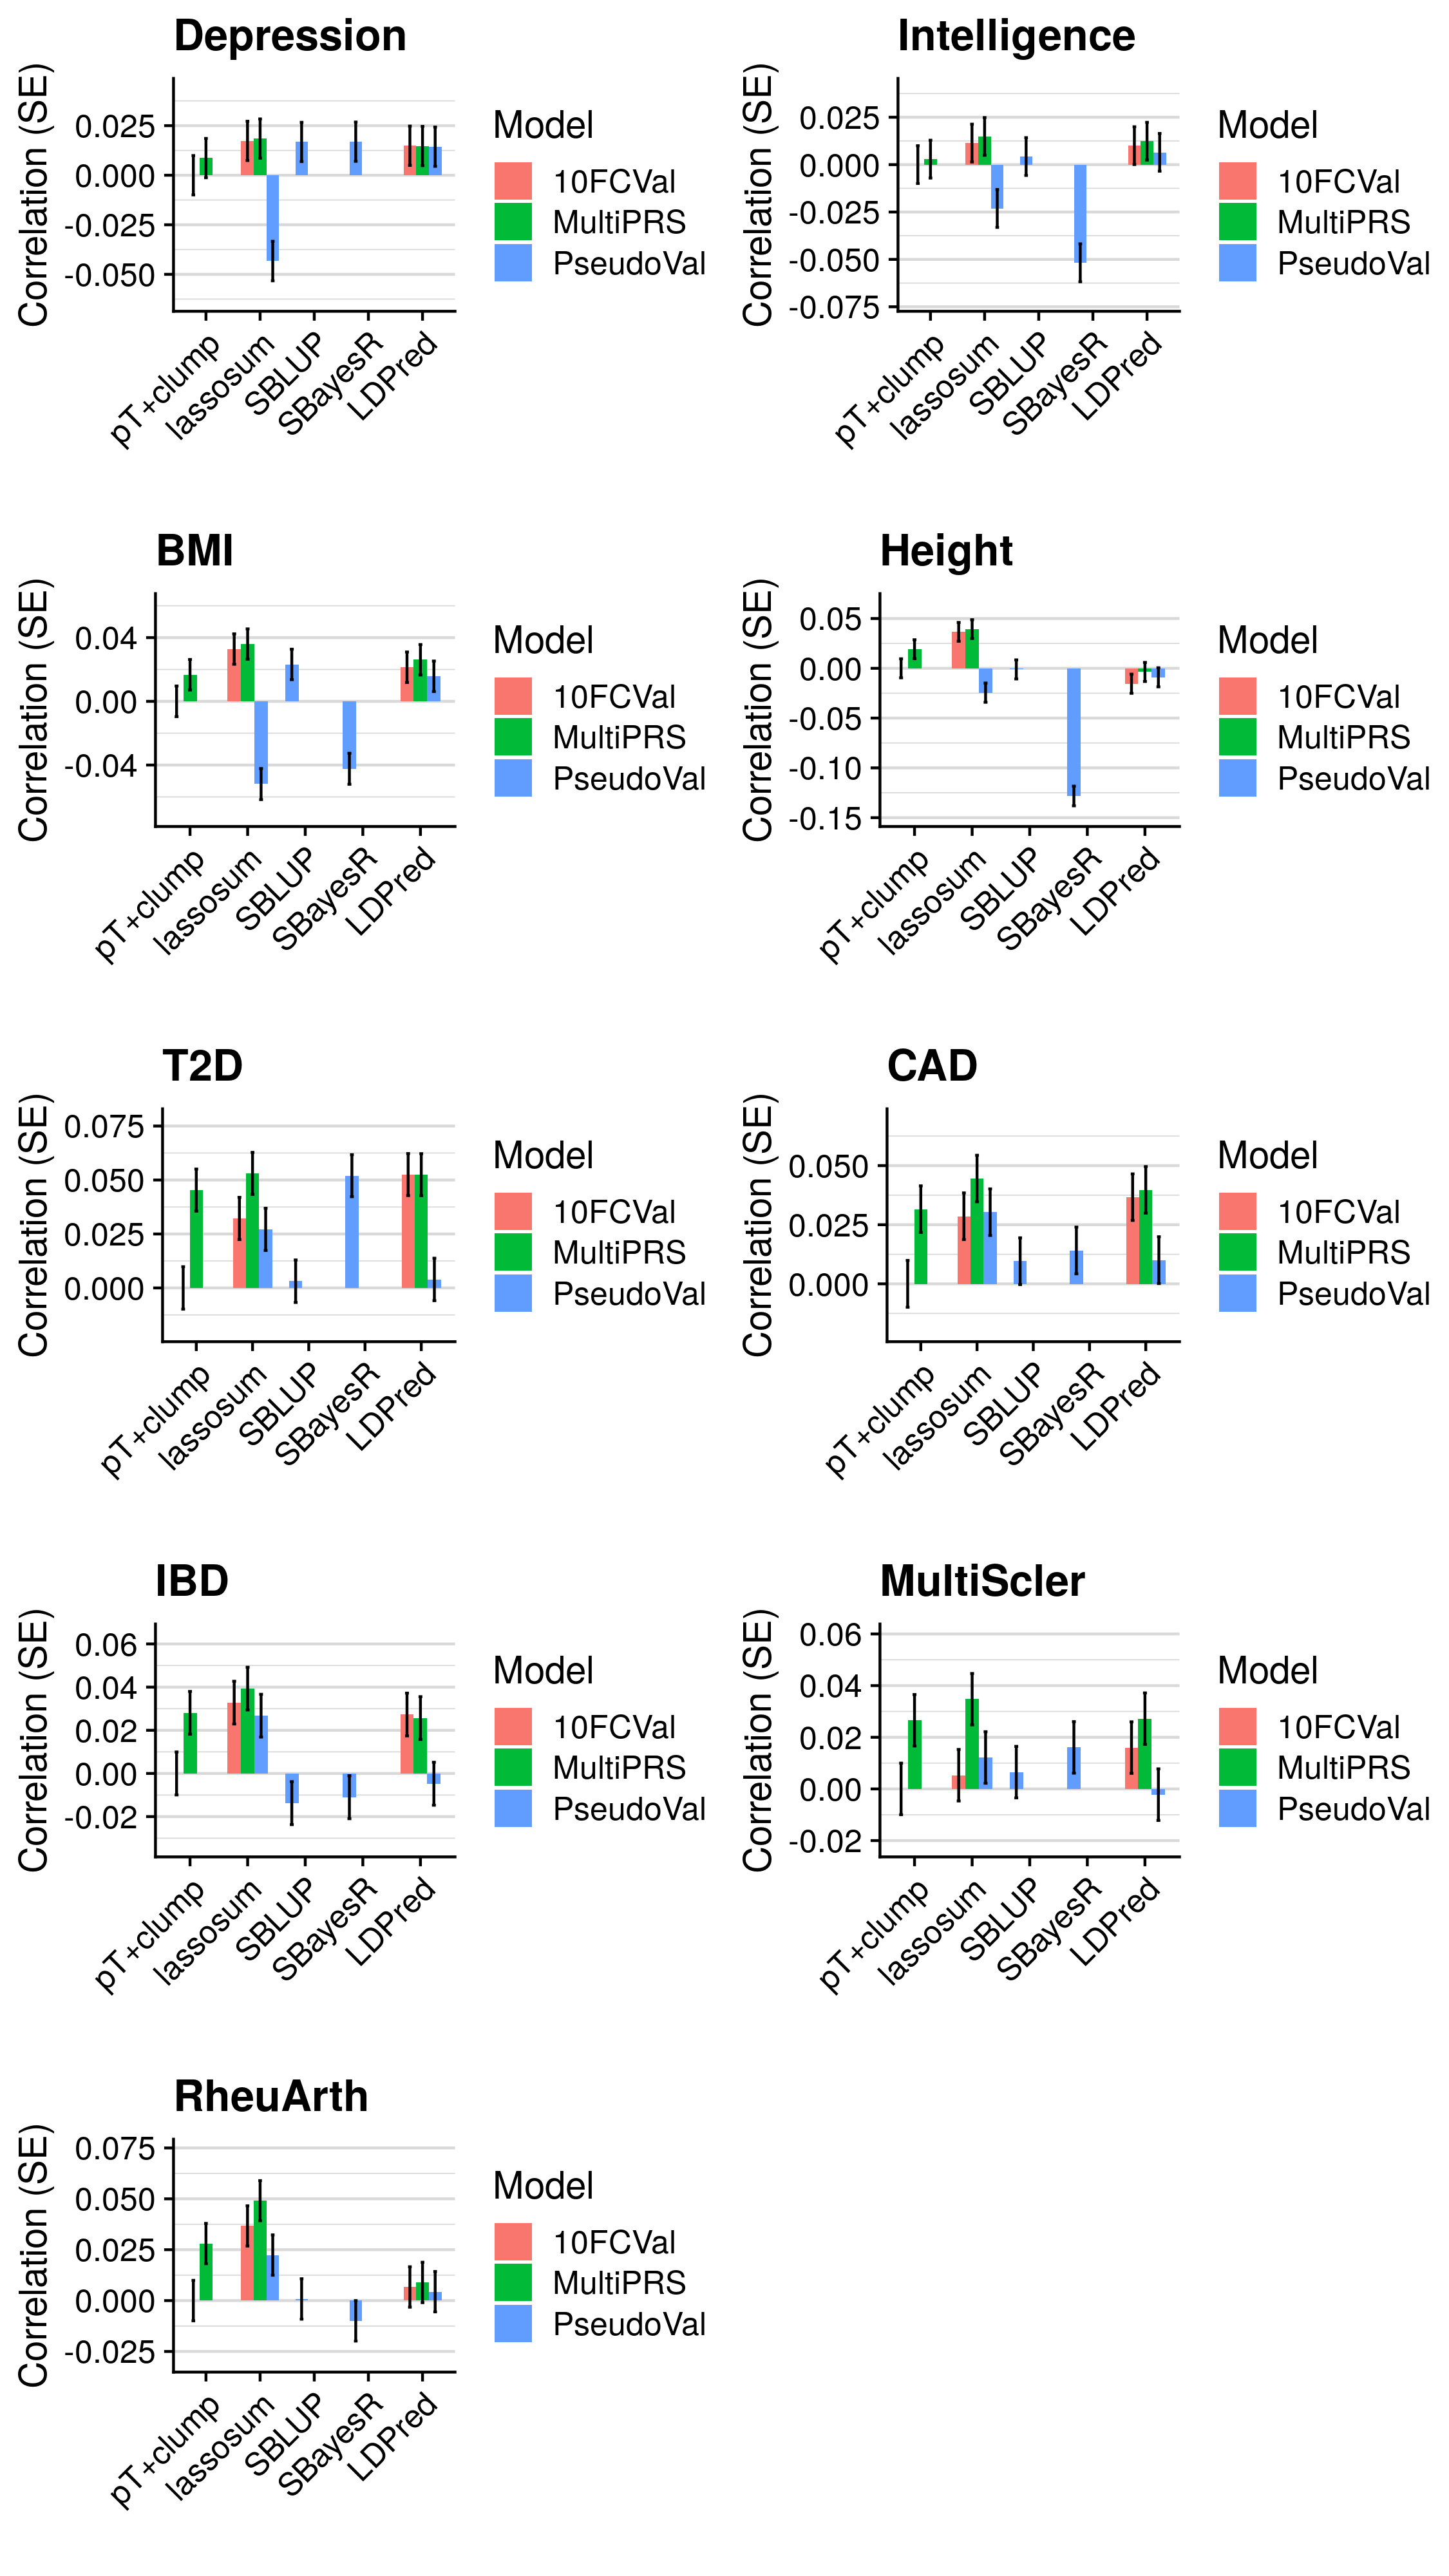 Depression
Correlation (SE)
0.025
0.000
-0.025
-0.050
pT+clump
lassosum
SBLUP
SBayesR
LDPred
Model
10FCVal
MultiPRS
PseudoVal
Intelligence
Correlation (SE)
0.025
0.000
-0.025
-0.050
-0.075
pT+clump
lassosum
SBLUP
SBayesR
LDPred
Model
10FCVal
MultiPRS
PseudoVal
BMI
Correlation (SE)
0.04
0.00
-0.04
pT+clump
lassosum
SBLUP
SBayesR
LDPred
Model
10FCVal
MultiPRS
PseudoVal
Height
Correlation (SE)
0.05
0.00
-0.05
-0.10
-0.15
pT+clump
lassosum
SBLUP
SBayesR
LDPred
Model
10FCVal
MultiPRS
PseudoVal
T2D
Correlation (SE)
0.075
0.050
0.025
0.000
pT+clump
lassosum
SBLUP
SBayesR
LDPred
Model
10FCVal
MultiPRS
PseudoVal
CAD
Correlation (SE)
0.050
0.025
0.000
pT+clump
lassosum
SBLUP
SBayesR
LDPred
Model
10FCVal
MultiPRS
PseudoVal
IBD
Correlation (SE)
0.06
0.04
0.02
0.00
-0.02
pT+clump
lassosum
SBLUP
SBayesR
LDPred
Model
10FCVal
MultiPRS
PseudoVal
MultiScler
Correlation (SE)
0.06
0.04
0.02
0.00
-0.02
pT+clump
lassosum
SBLUP
SBayesR
LDPred
Model
10FCVal
MultiPRS
PseudoVal
RheuArth
Correlation (SE)
0.075
0.050
0.025
0.000
-0.025
pT+clump
lassosum
SBLUP
SBayesR
LDPred
Model
10FCVal
MultiPRS
PseudoVal